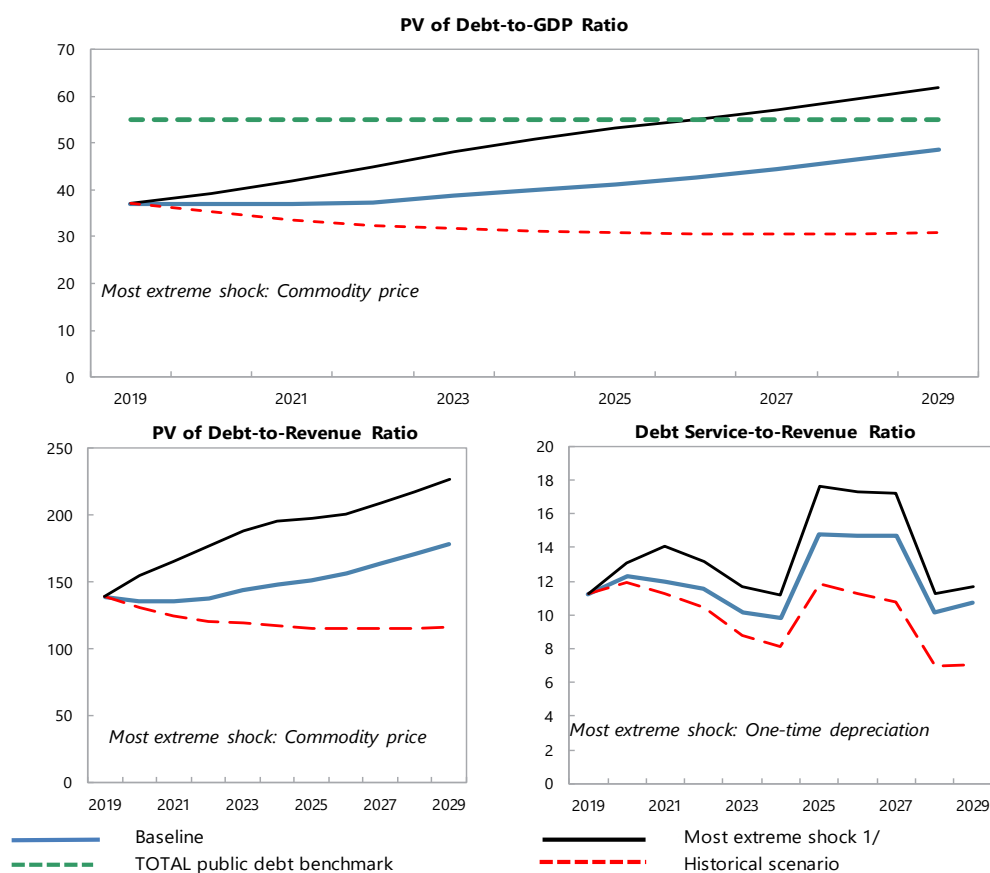 PV of Debt-to-GDP Ratio
70
60
50
40
30
20
10
0
Most extreme shock: Commodity price
2019 2021 2023 2025 2027 2029
PV of Debt-to-Revenue Ratio
250
200
150
100
50
0
Most extreme shock: Commodity price
2019 2021 2023 2025 2027 2029
Debt Service-to-Revenue Ratio
20
18
16
14
12
10
8
6
4
2
0
Most extreme shock: One-time depreciation
2019 2021 2023 2025 2027 2029
Baseline
Most extreme shock 1/
TOTAL public debt benchmark
Historical scenario